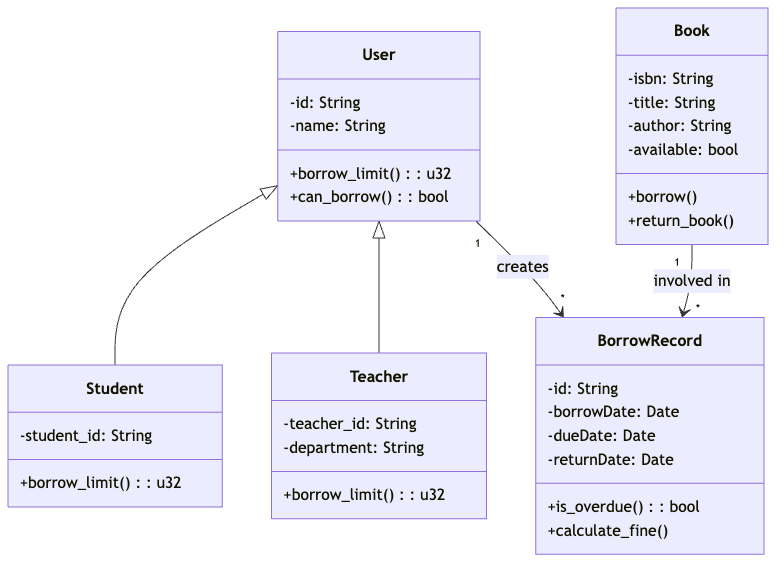 User
-id: String
-name: String
+borrow_limit() : : u32
+can_borrow() : : bool
Book
-isbn: String
-title: String
-author: String
-available: bool
+borrow()
+return_book()
1
creates
*
1
involved in
*
Student
-student_id: String
+borrow_limit() : : u32
Teacher
-teacher_id: String
-department: String
+borrow_limit() : : u32
BorrowRecord
-id: String
-borrowDate: Date
-dueDate: Date
-returnDate: Date
+is_overdue() : : bool
+calculate_fine()